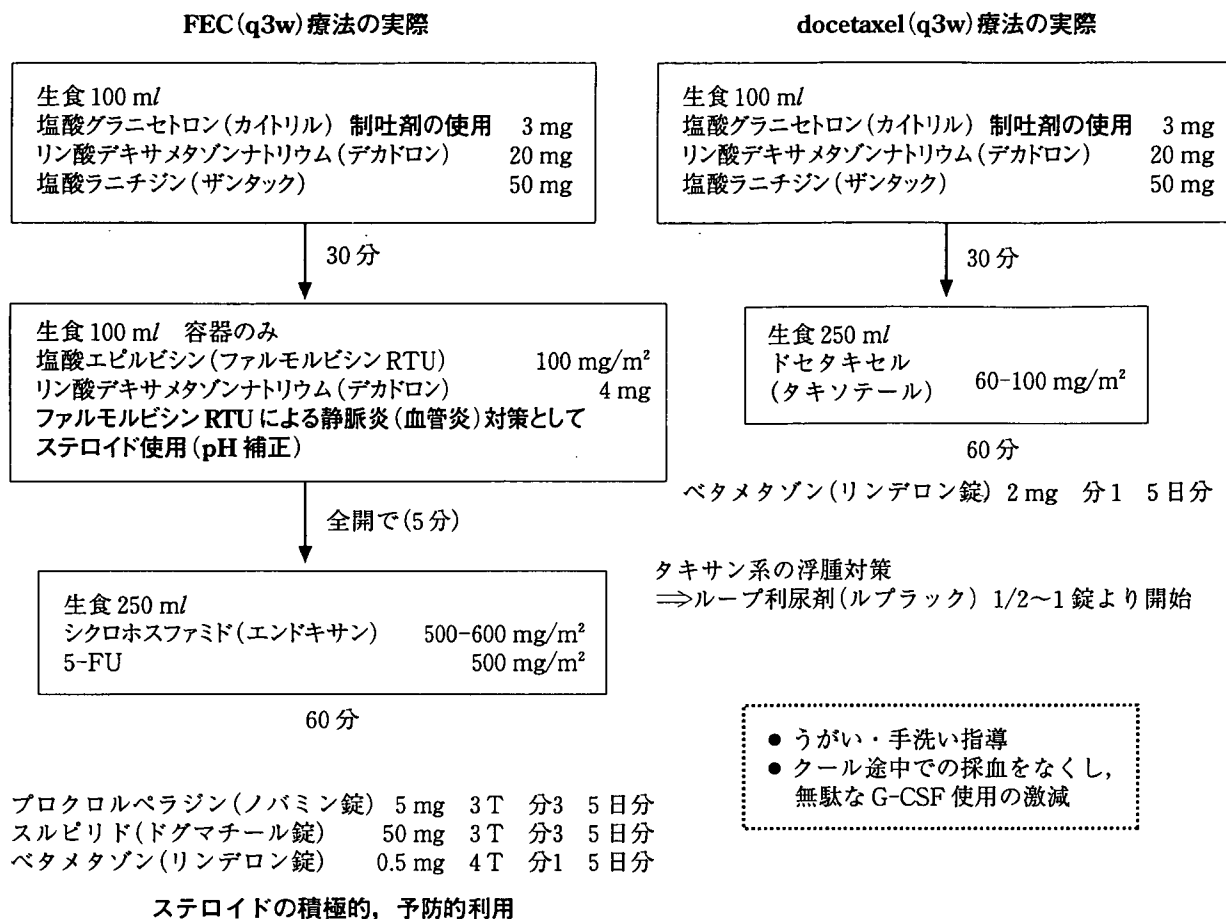 FEC(q3w)療法の実際
生食 100 ml
塩酸グラニセトロン(カイトリル) 制吐剤の使用 3 mg
リン酸デキサメタゾンナトリウム(デカドロン) 20 mg
塩酸ラニチジン(ザンタック) 50 mg
30 分
生食 100 ml 容器のみ
塩酸エピルビシン(ファルモルビシン RTU) 100 mg/m²
リン酸デキサメタゾンナトリウム(デカドロン) 4 mg
ファルモルビシン RTU による静脈炎(血管炎)対策として
ステロイド使用(pH 補正)
全開で(5 分)
生食 250 ml
シクロホスファミド(エンドキサン) 500-600 mg/m²
5-FU 500 mg/m²
60 分
プロクロルペラジン(ノバミン錠) 5 mg 3 T 分3 5 日分
スルピリド(ドグマチール錠) 50 mg 3 T 分3 5 日分
ベタメタゾン(リンデロン錠) 0.5 mg 4 T 分1 5 日分
ステロイドの積極的,予防的利用
docetaxel(q3w)療法の実際
生食 100 ml
塩酸グラニセトロン(カイトリル) 制吐剤の使用 3 mg
リン酸デキサメタゾンナトリウム(デカドロン) 20 mg
塩酸ラニチジン(ザンタック) 50 mg
30 分
生食 250 ml
ドセタキセル
(タキソテール) 60-100 mg/m²
60 分
ベタメタゾン(リンデロン錠) 2 mg 分 1 5 日分
タキサン系の浮腫対策
⇒ループ利尿剤(ルプラック) 1/2〜1 錠より開始
● うがい・手洗い指導
● クール途中での採血をなくし,
無駄な G-CSF 使用の激減